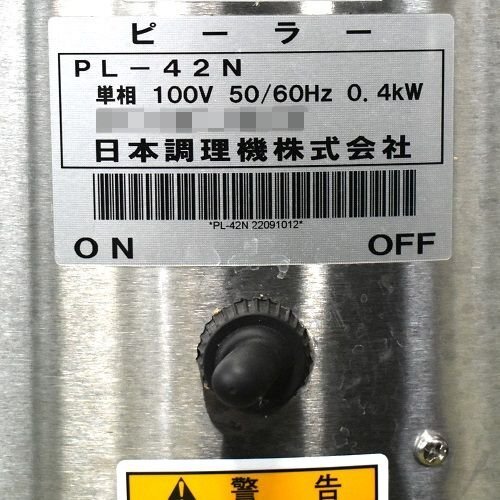 ピーラー
PL－42N
単相 100V 50/60Hz 0.4kW
日本調理機株式会社
*PL-42N 22091012*
ON OFF
警告